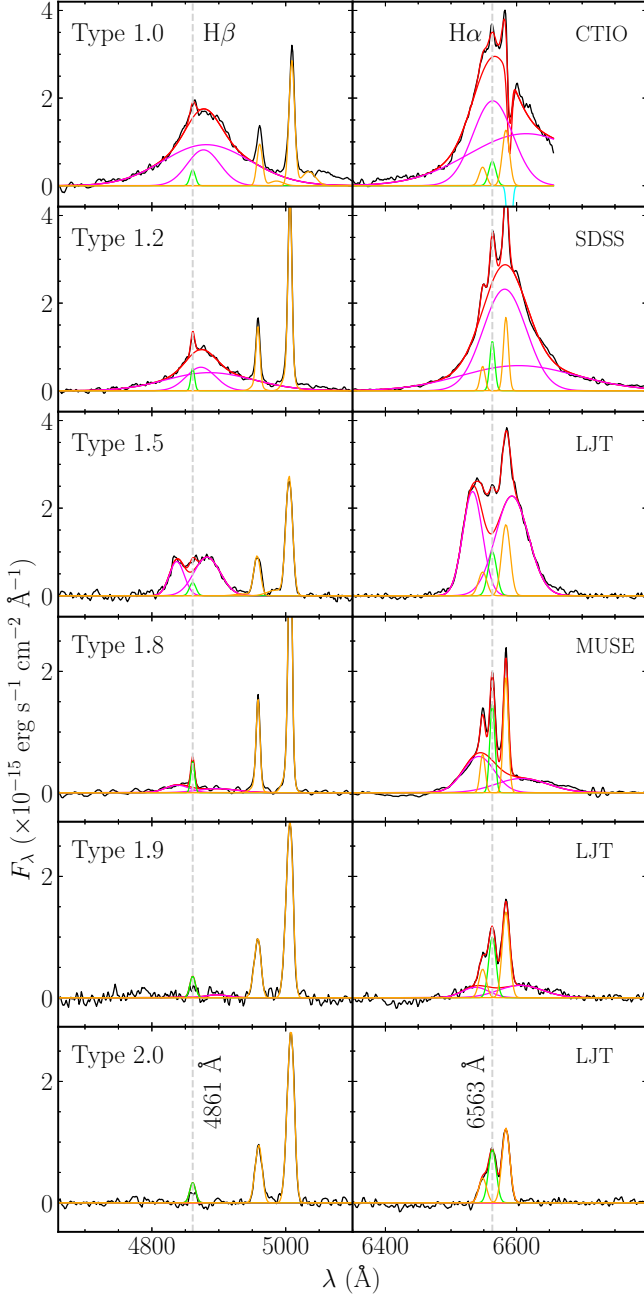 Type 1.0 Hβ Hα CTIO
4
2
0
Type 1.2 SDSS
4
2
0
Type 1.5 LJT
4
2
0
Type 1.8 MUSE
2
0
Type 1.9 LJT
2
0
Type 2.0 LJT
4861 Å 6563 Å
2
0
4800 5000 6400 6600
λ (Å)
F_λ (×10⁻¹⁵ erg s⁻¹ cm⁻² Å⁻¹)